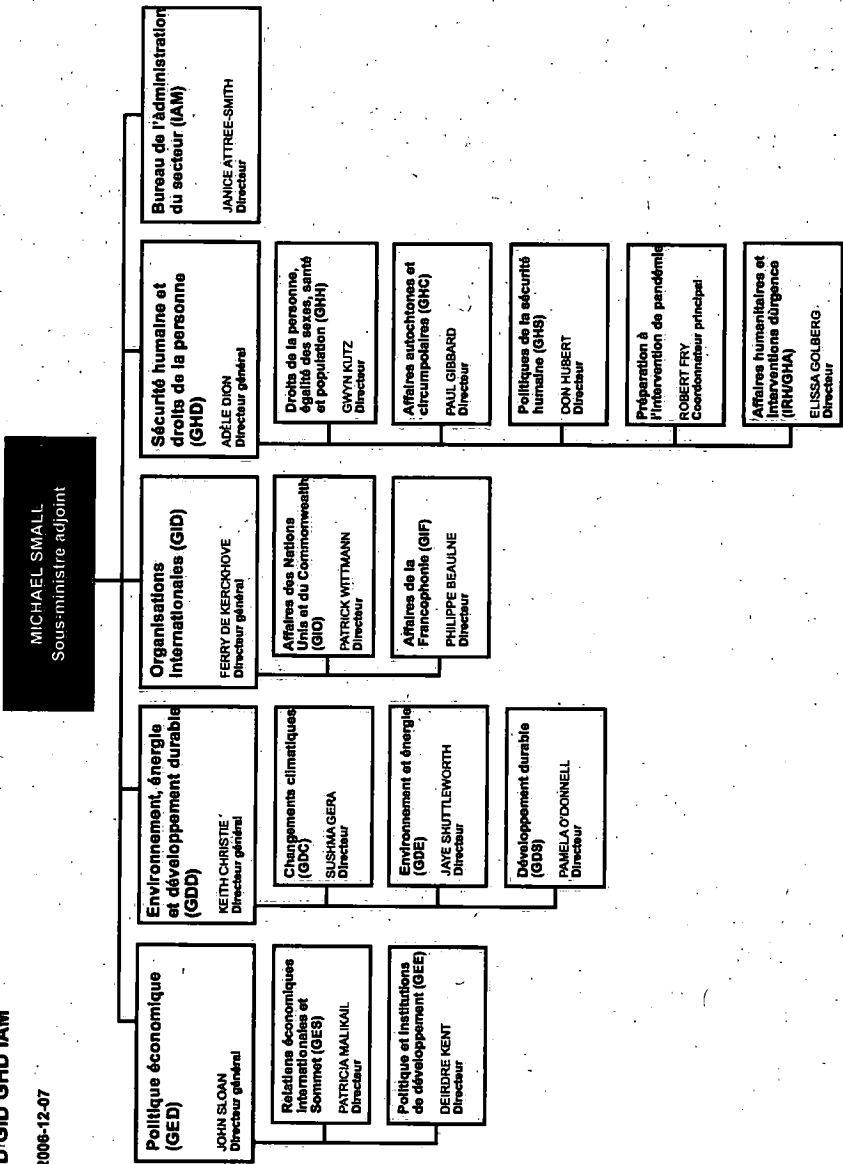 D GID GHD IAM
2006-12-07
MICHAEL SMALL
Sous-ministre adjoint
Politique économique
(GED)
JOHN SLOAN
Directeur général
Relatiens économiques
Internationales et
Sommet (GES)
PATRICIA MALIKAIL
Directeur
Politique et institutions
de développement (GEE)
DEIRDRE KENT
Directeur
Environnement, énergie
et développement durable
(GDD)
KEITH CHRISTIE
Directeur général
Changements climatiques
(GDC)
SUSHMA GERA
Directeur
Environnement et énergie
(GDE)
JAYE SHUTTLEWORTH
Directeur
Développement durable
(GDS)
PAMELA O'DONNELL
Directeur
Organisations
Internationales (GID)
FERRY DE KERCKHOVE
Directeur général
Affaires des Nations
Unis et du Commonwealth
(GIO)
PATRICK WITTMANN
Directeur
Affaires de la
Francophonie (GIF)
PHILIPPE BEAULNE
Directeur
Sécurité humaine et
droits de la personne
(GHD)
ADÈLE DION
Directeur général
Droits de la personne,
égalité des sexes, santé
et population (GHH)
GWYN KUTZ
Directeur
Affaires autochtones et
circumpolaires (GHC)
PAUL GIBBARD
Directeur
Politiques de la sécurité
humaine (GHS)
DON HUBERT
Directeur
Préparation à
l'intervention de pandémie
ROBERT FRY
Coordonnateur principal
Affaires humanitaires et
Interventions dùrgence
(IRH/GHA)
ELISSA GOLBERG
Directeur
Bureau de l'administration
du secteur (IAM)
JANICE ATTREE-SMITH
Directeur